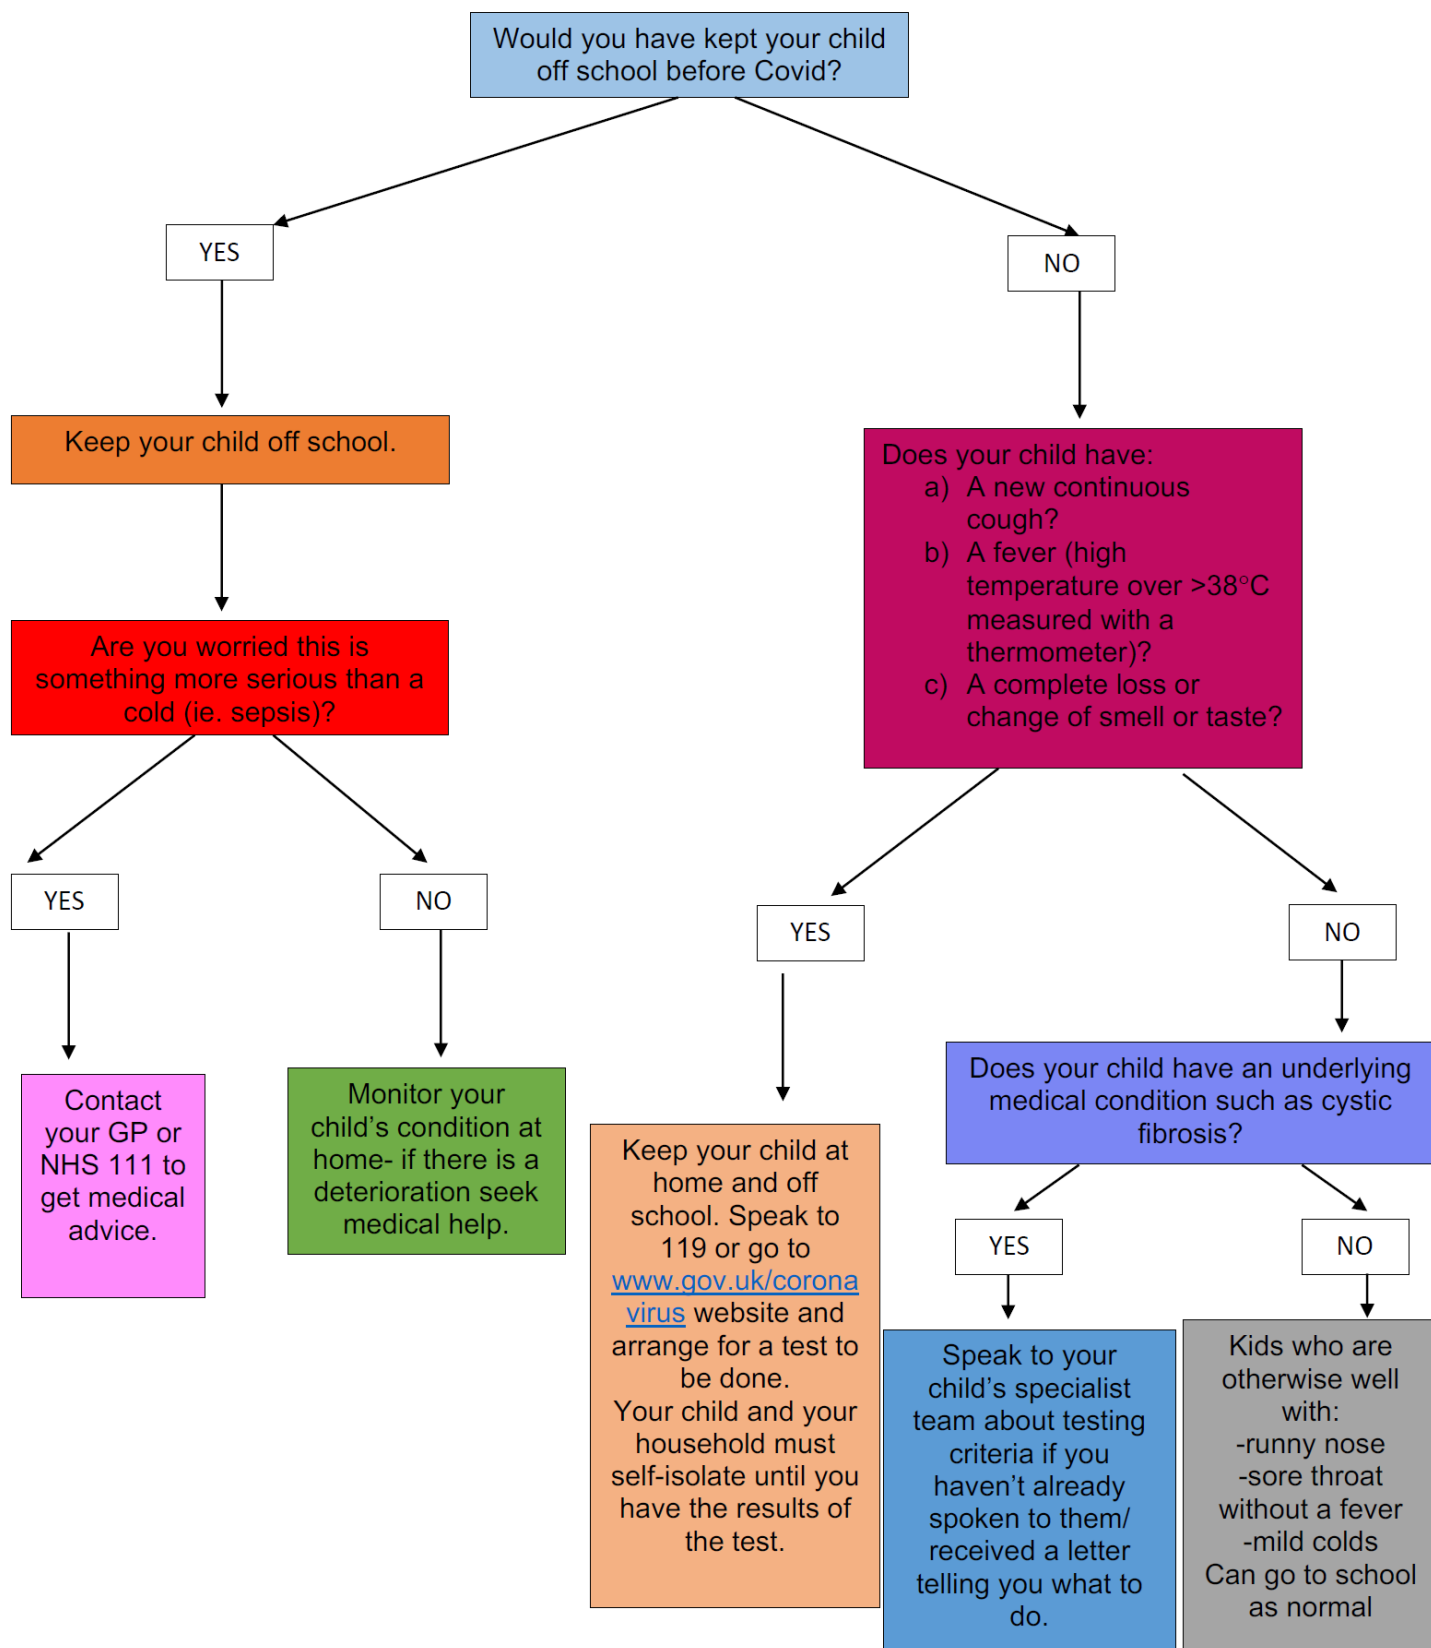 Would you have kept your child
off school before Covid?
YES
NO
Keep your child off school.
Does your child have:
a) A new continuous
cough?
b) A fever (high
temperature over >38°C
measured with a
thermometer)?
c) A complete loss or
change of smell or taste?
Are you worried this is
something more serious than a
cold (ie. sepsis)?
YES
NO
YES
NO
Contact
your GP or
NHS 111 to
get medical
advice.
Monitor your
child’s condition at
home- if there is a
deterioration seek
medical help.
Does your child have an underlying
medical condition such as cystic
fibrosis?
Keep your child at
home and off
school. Speak to
119 or go to
www.gov.uk/corona
virus website and
arrange for a test to
be done.
Your child and your
household must
self-isolate until you
have the results of
the test.
YES
NO
Speak to your
child’s specialist
team about testing
criteria if you
haven’t already
spoken to them/
received a letter
telling you what to
do.
Kids who are
otherwise well
with:
-runny nose
-sore throat
without a fever
-mild colds
Can go to school
as normal